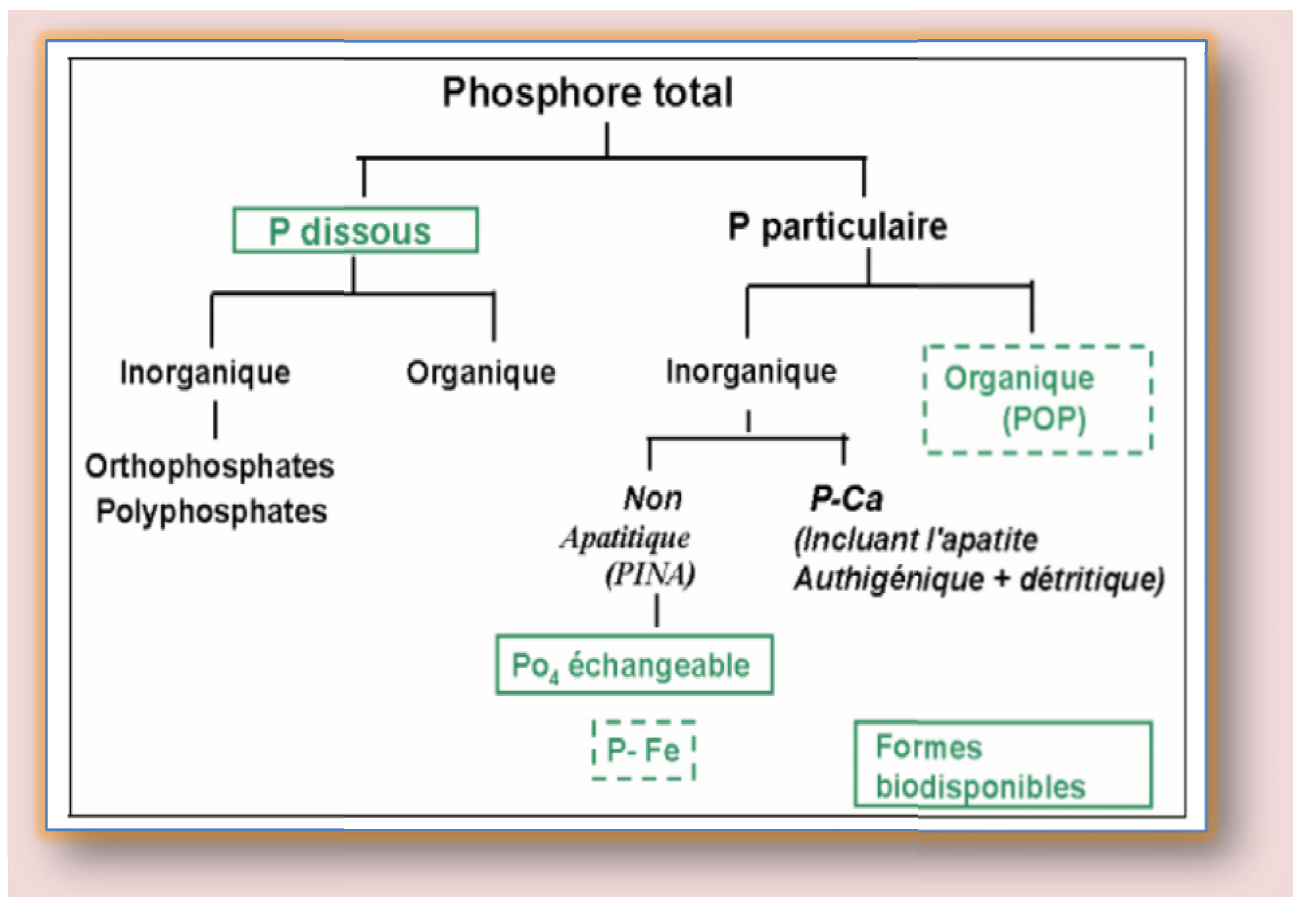 Phosphore total
P dissous
P particulaire
Inorganique
Organique
Inorganique
Organique
(POP)
Orthophosphates
Polyphosphates
Non
Apatitique
(PINA)
P-Ca
(Incluant l'apatite
Authigénique + détritique)
Po₄ échangeable
P- Fe
Formes
biodisponibles